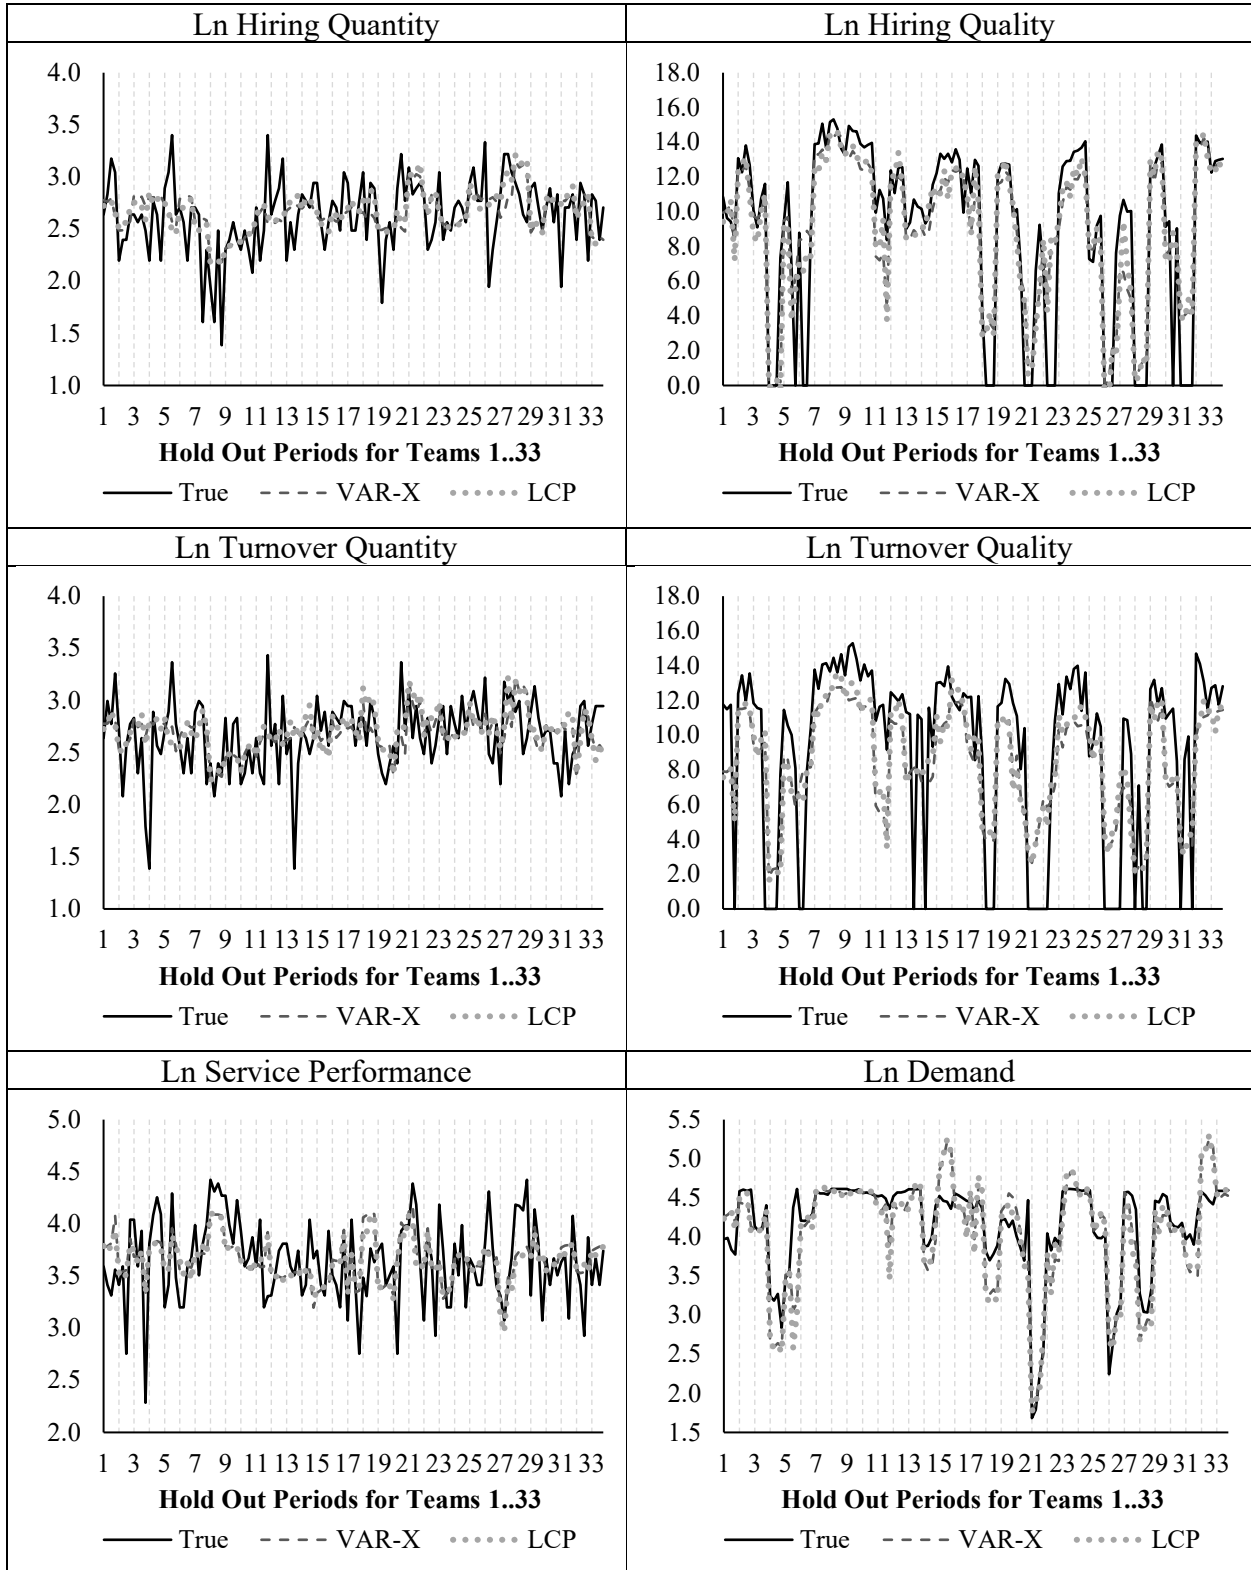 Ln Hiring Quantity
Ln Hiring Quality
4.0
3.5
3.0
2.5
2.0
1.5
1.0
1 3 5 7 9 11 13 15 17 19 21 23 25 27 29 31 33
Hold Out Periods for Teams 1..33
True VAR-X LCP
18.0
16.0
14.0
12.0
10.0
8.0
6.0
4.0
2.0
0.0
1 3 5 7 9 11 13 15 17 19 21 23 25 27 29 31 33
Hold Out Periods for Teams 1..33
True VAR-X LCP
Ln Turnover Quantity
Ln Turnover Quality
4.0
3.5
3.0
2.5
2.0
1.5
1.0
1 3 5 7 9 11 13 15 17 19 21 23 25 27 29 31 33
Hold Out Periods for Teams 1..33
True VAR-X LCP
18.0
16.0
14.0
12.0
10.0
8.0
6.0
4.0
2.0
0.0
1 3 5 7 9 11 13 15 17 19 21 23 25 27 29 31 33
Hold Out Periods for Teams 1..33
True VAR-X LCP
Ln Service Performance
Ln Demand
5.0
4.5
4.0
3.5
3.0
2.5
2.0
1 3 5 7 9 11 13 15 17 19 21 23 25 27 29 31 33
Hold Out Periods for Teams 1..33
True VAR-X LCP
5.5
5.0
4.5
4.0
3.5
3.0
2.5
2.0
1.5
1 3 5 7 9 11 13 15 17 19 21 23 25 27 29 31 33
Hold Out Periods for Teams 1..33
True VAR-X LCP